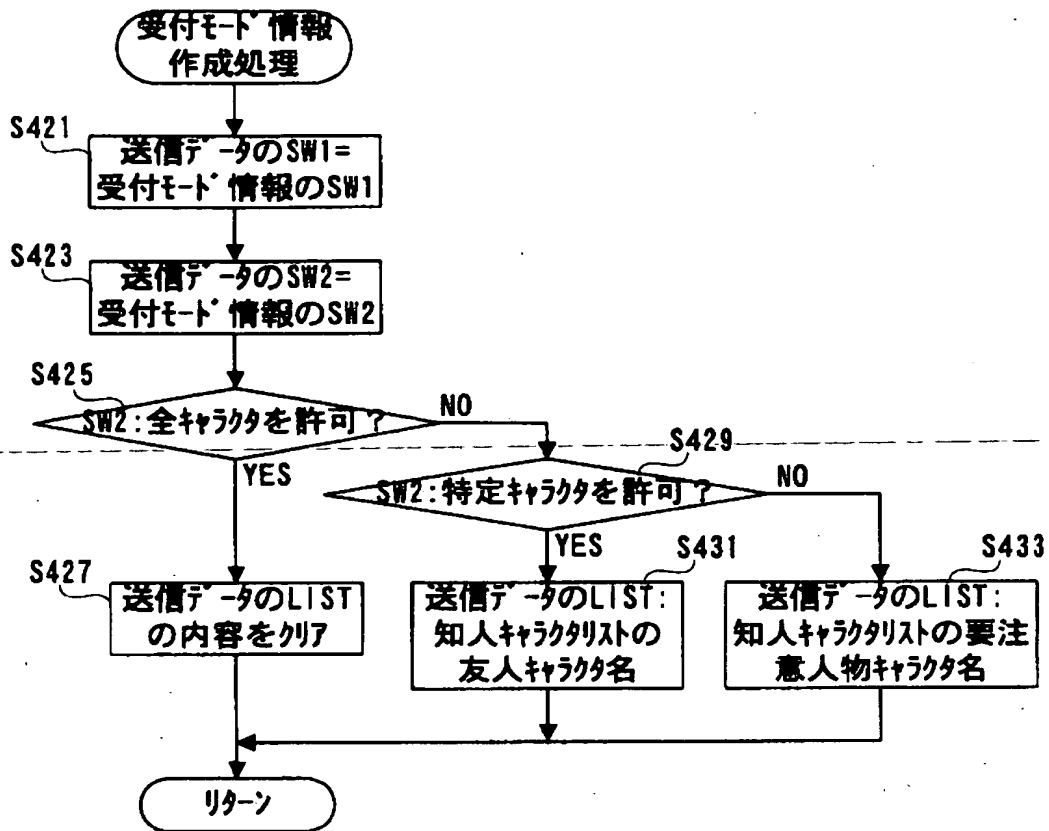 受付ﾓｰﾄﾞ情報
作成処理
S421
送信ﾃﾞｰﾀのSW1=
受付ﾓｰﾄﾞ情報のSW1
S423
送信ﾃﾞｰﾀのSW2=
受付ﾓｰﾄﾞ情報のSW2
S425
SW2:全ｷｬﾗｸﾀを許可?
NO
YES
S429
SW2:特定ｷｬﾗｸﾀを許可?
NO
YES
S427
送信ﾃﾞｰﾀのLIST
の内容をｸﾘｱ
S431
送信ﾃﾞｰﾀのLIST:
知人ｷｬﾗｸﾀﾘｽﾄの
友人ｷｬﾗｸﾀ名
S433
送信ﾃﾞｰﾀのLIST:
知人ｷｬﾗｸﾀﾘｽﾄの要注
意人物ｷｬﾗｸﾀ名
ﾘﾀｰﾝ